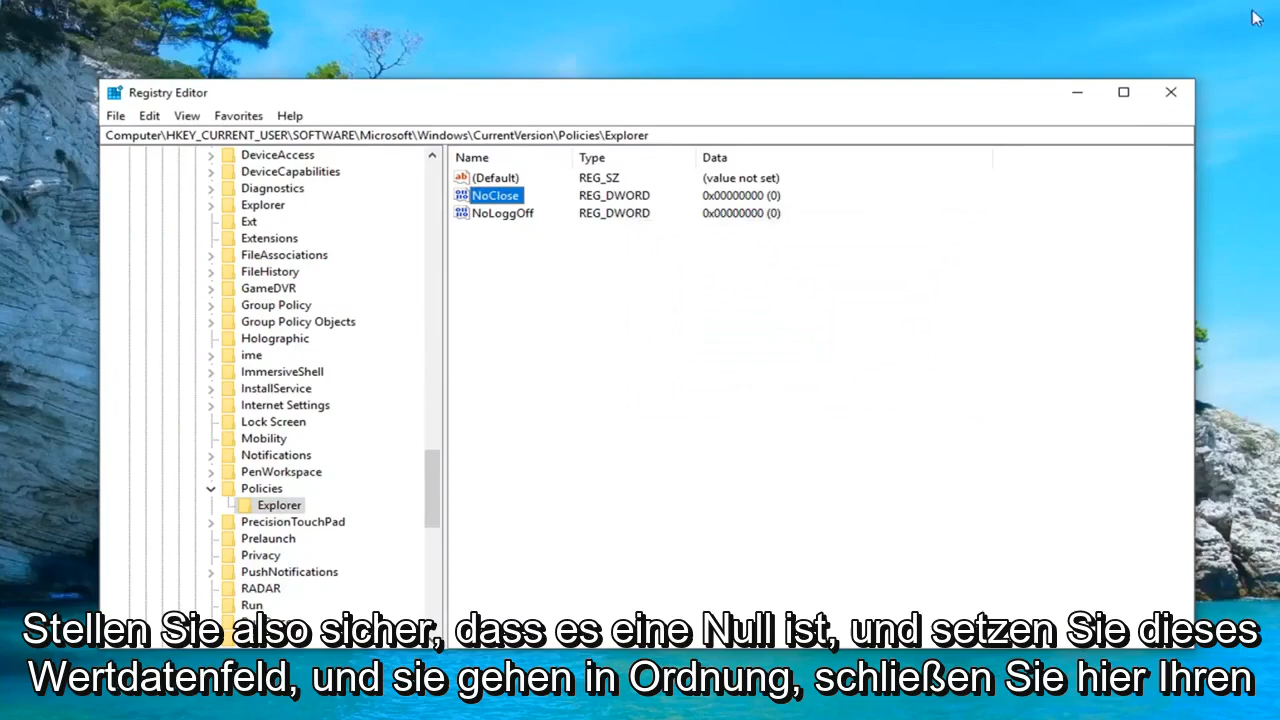 Registry Editor
File Edit View Favorites Help
Computer\HKEY_CURRENT_USER\SOFTWARE\Microsoft\Windows\CurrentVersion\Policies\Explorer
DeviceAccess
DeviceCapabilities
Diagnostics
Explorer
Ext
Extensions
FileAssociations
FileHistory
GameDVR
Group Policy
Group Policy Objects
Holographic
ime
ImmersiveShell
InstallService
Internet Settings
Lock Screen
Mobility
Notifications
PenWorkspace
Policies
Explorer
PrecisionTouchPad
Prelaunch
Privacy
PushNotifications
RADAR
Run
Name Type Data
(Default) REG_SZ (value not set)
NoClose REG_DWORD 0x00000000 (0)
NoLoggOff REG_DWORD 0x00000000 (0)
Stellen Sie also sicher, dass es eine Null ist, und setzen Sie dieses
Wertdatenfeld, und sie gehen in Ordnung, schließen Sie hier Ihren